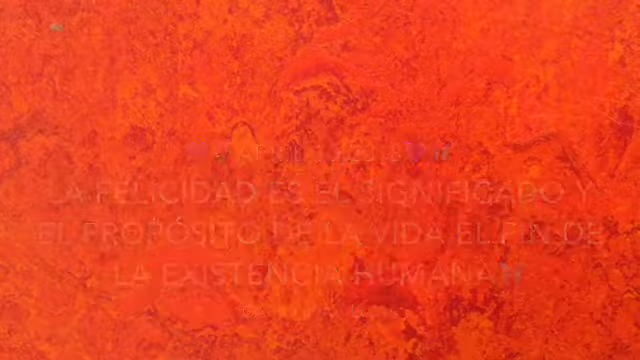 LA FELICIDAD ES EL SIGNIFICADO Y
EL PROPÓSITO DE LA VIDA EL FIN DE
LA EXISTENCIA HUMANA